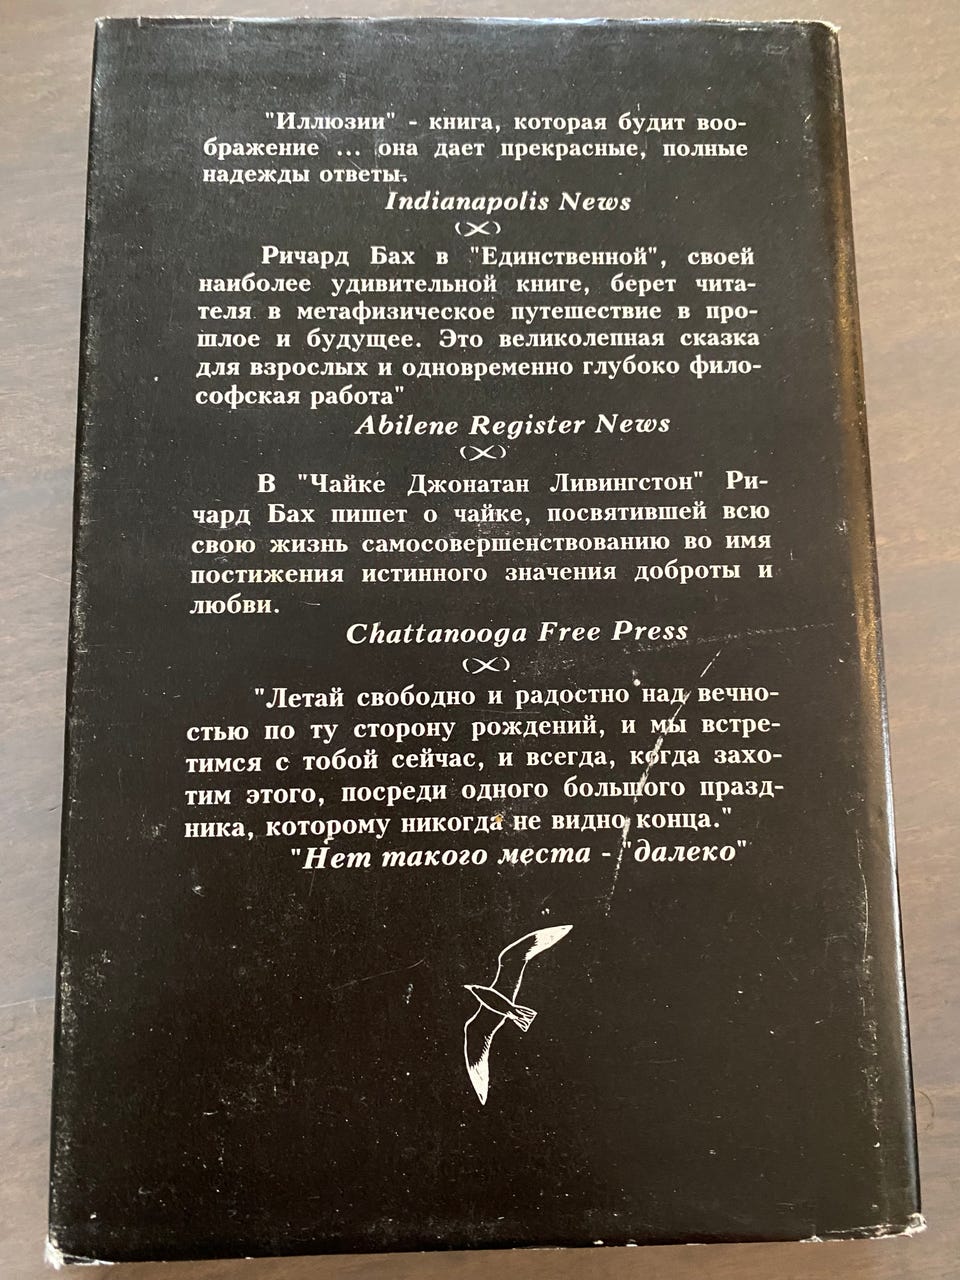 "Иллюзии" - книга, которая будит воо-
бражение ... она дает прекрасные, полные
надежды ответы.
Indianapolis News
Ричард Бах в "Единственной", своей
наиболее удивительной книге, берет чита-
теля в метафизическое путешествие в про-
шлое и будущее. Это великолепная сказка
для взрослых и одновременно глубоко фило-
софская работа"
Abilene Register News
В "Чайке Джонатан Ливингстон" Ри-
чард Бах пишет о чайке, посвятившей всю
свою жизнь самосовершенствованию во имя
постижения истинного значения доброты и
любви.
Chattanooga Free Press
"Летай свободно и радостно над вечно-
стью по ту сторону рождений, и мы встре-
тимся с тобой сейчас, и всегда, когда захо-
тим этого, посреди одного большого празд-
ника, которому никогда не видно конца."
"Нет такого места - "далеко"